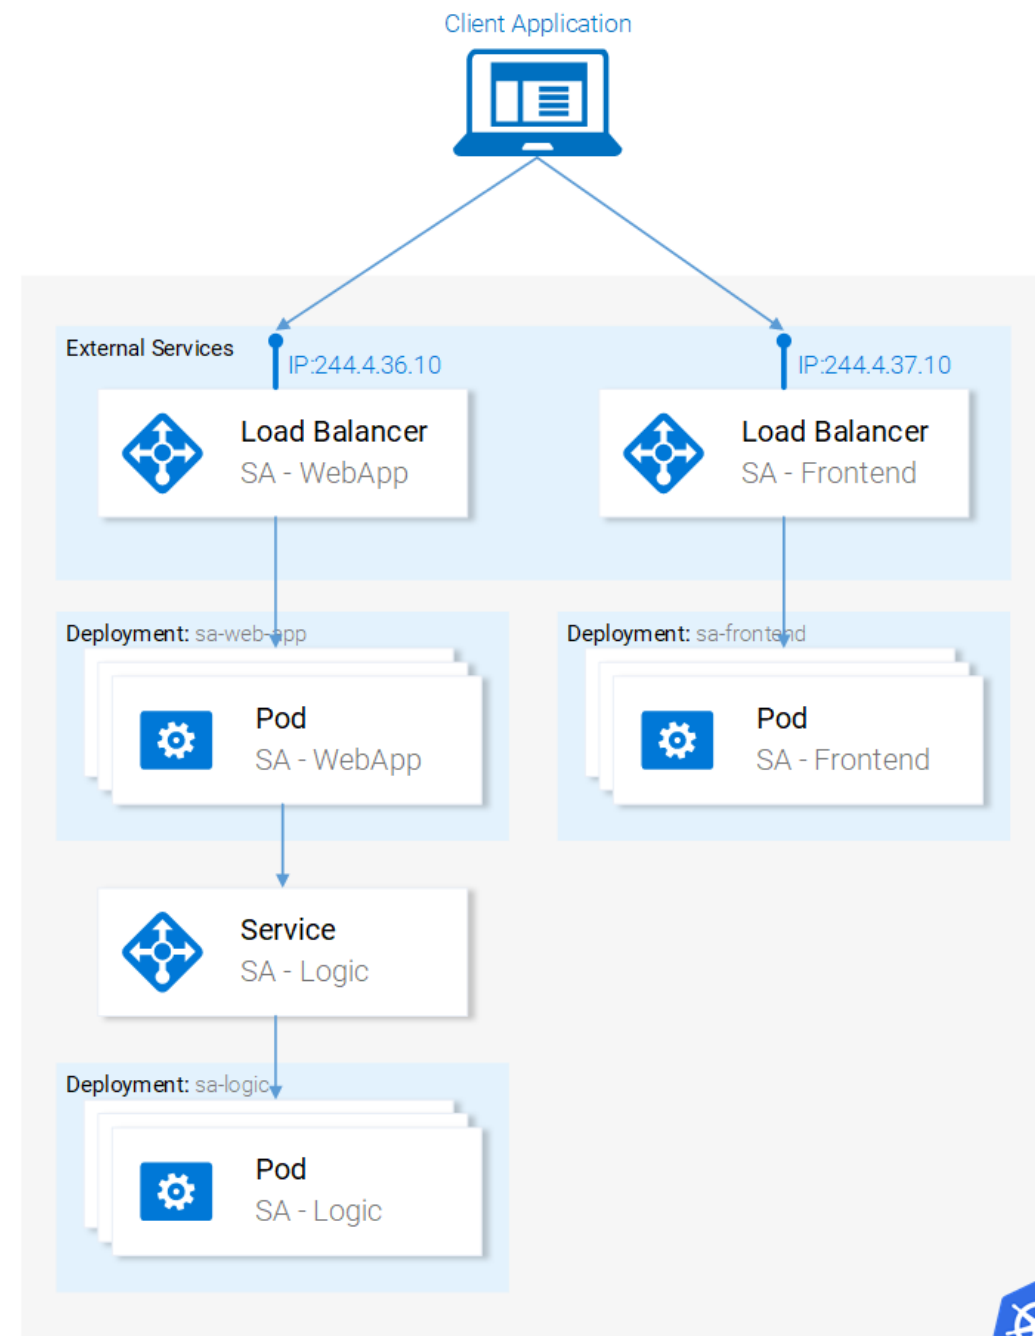 Client Application
External Services
IP:244.4.36.10
IP:244.4.37.10
Load Balancer
SA - WebApp
Load Balancer
SA - Frontend
Deployment: sa-web-app
Deployment: sa-frontend
Pod
SA - WebApp
Pod
SA - Frontend
Service
SA - Logic
Deployment: sa-logic
Pod
SA - Logic